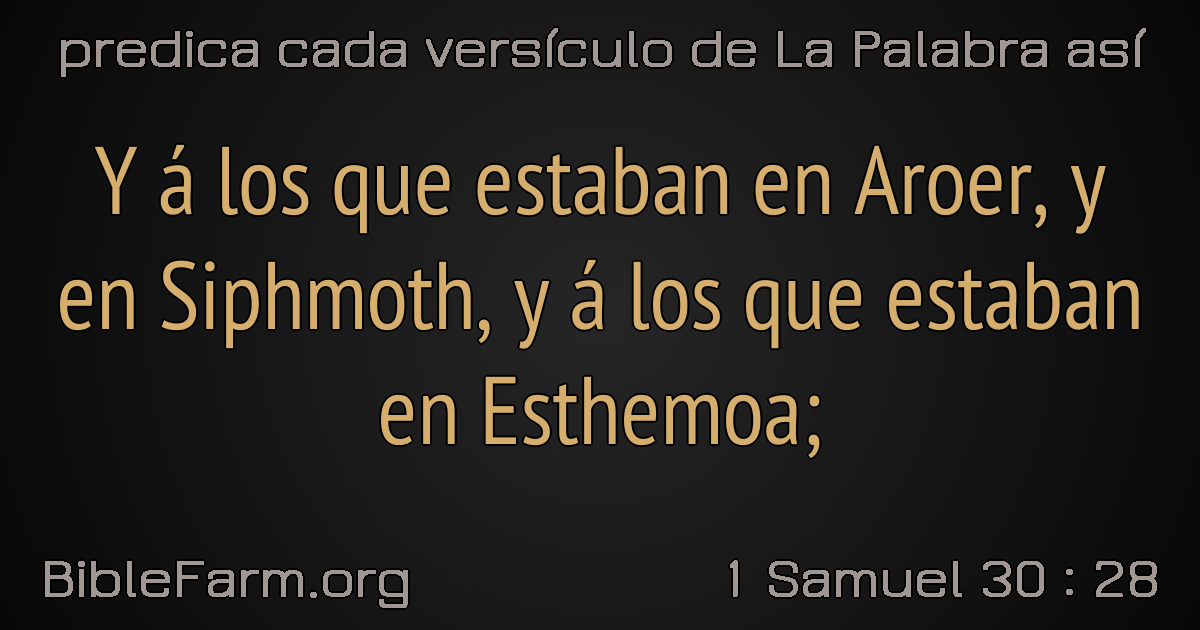 predica cada versículo de La Palabra así
Y á los que estaban en Aroer, y
en Siphmoth, y á los que estaban
en Esthemoa;
BibleFarm.org
1 Samuel 30 : 28